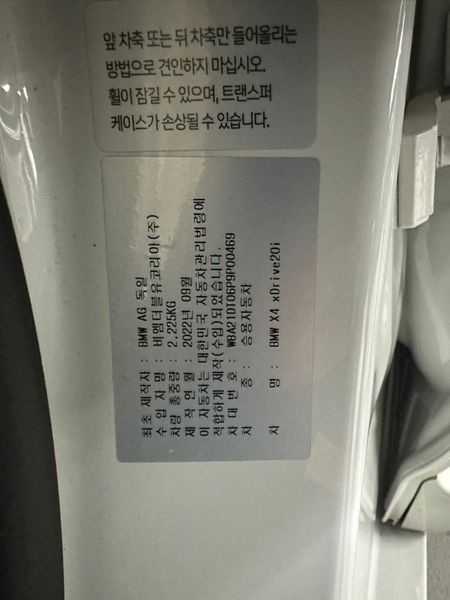 앞 차축 또는 뒤 차축만 들어올리는
방법으로 견인하지 마십시오.
휠이 잠길 수 있으며, 트랜스퍼
케이스가 손상될 수 있습니다.
최초 제작자 : BMW AG 독일
수입 자명 : 비엠더블유코리아(주)
차량 총중량 : 2,225KG
제작연월 : 2022년 09월
이 자동차는 대한민국 자동차관리법령에
적합하게 제작(수입)되었습니다.
차대번호 : WBA21DT06P9P00469
차 종 : 승용자동차
차 명 : BMW X4 xDrive20i